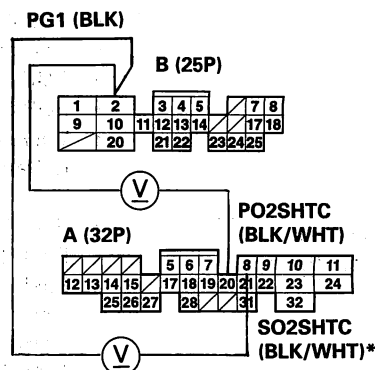 PG1 (BLK)
B (25P)
1 2 3 4 5 7 8
9 10 11 12 13 14 17 18
20 21 22 23 24 25
V
PO2SHTC
(BLK/WHT)
A (32P)
5 6 7 8 9 10 11
12 13 14 15 17 18 19 20 21 22 23 24
25 26 27 28 31 32
SO2SHTC
(BLK/WHT)*
V